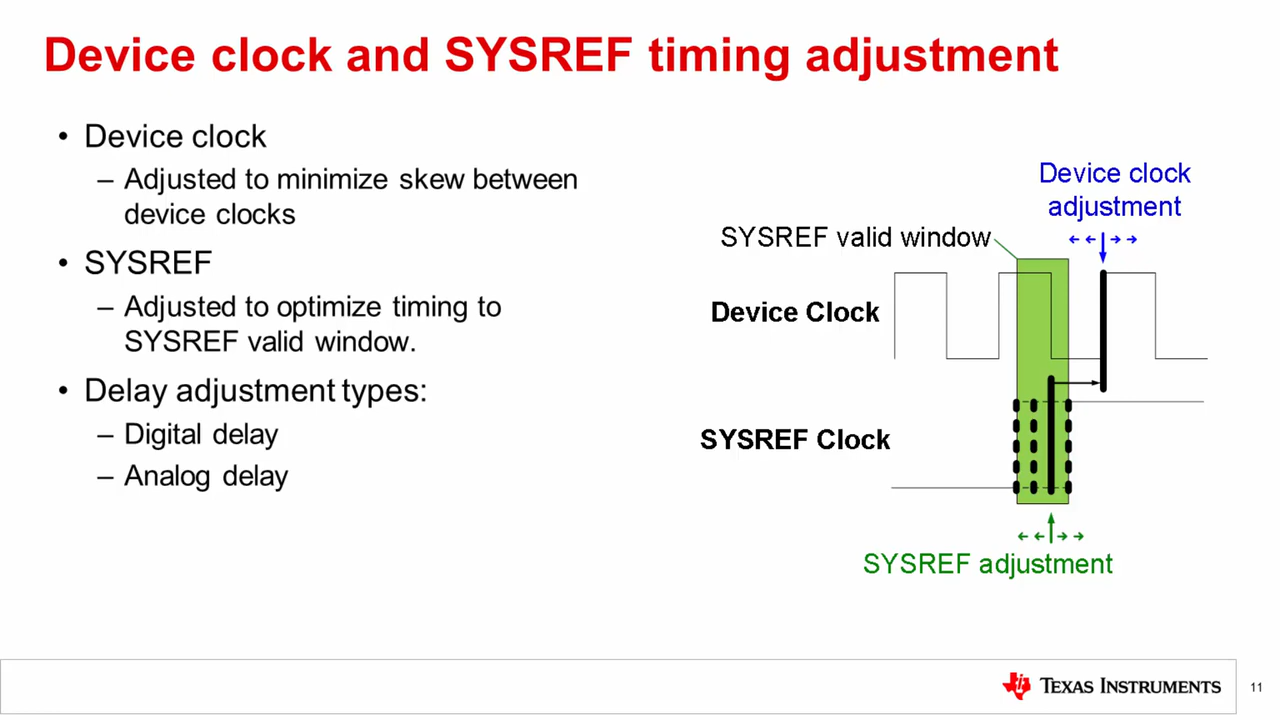 Device clock and SYSREF timing adjustment
• Device clock
– Adjusted to minimize skew between
device clocks
• SYSREF
– Adjusted to optimize timing to
SYSREF valid window.
• Delay adjustment types:
– Digital delay
– Analog delay
Device clock
adjustment
SYSREF valid window
Device Clock
SYSREF Clock
SYSREF adjustment
TEXAS INSTRUMENTS
11